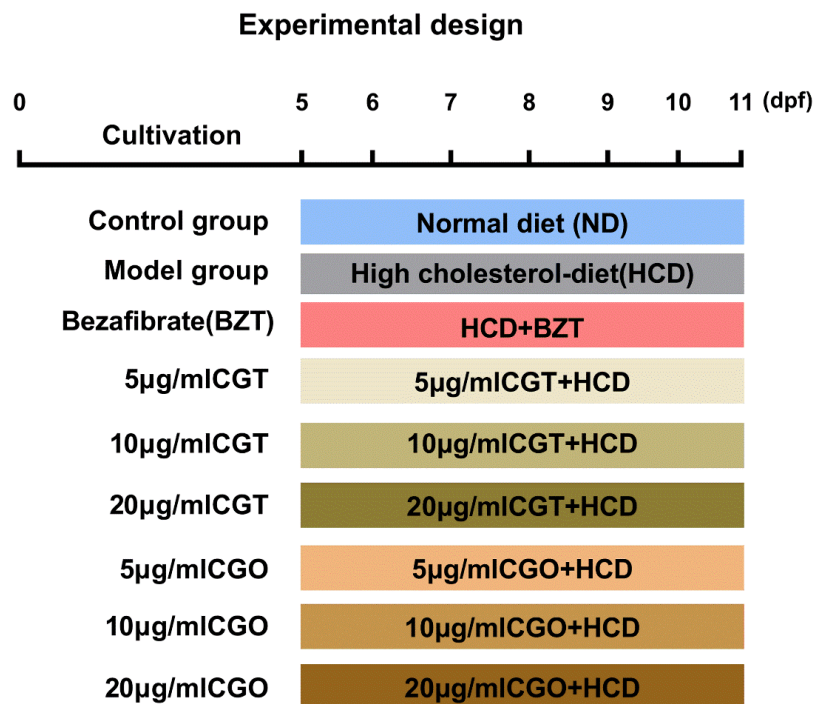 Experimental design
0 5 6 7 8 9 10 11 (dpf)
Cultivation
Control group Normal diet (ND)
Model group High cholesterol-diet(HCD)
Bezafibrate(BZT) HCD+BZT
5μg/mlCGT 5μg/mlCGT+HCD
10μg/mlCGT 10μg/mlCGT+HCD
20μg/mlCGT 20μg/mlCGT+HCD
5μg/mlCGO 5μg/mlCGO+HCD
10μg/mlCGO 10μg/mlCGO+HCD
20μg/mlCGO 20μg/mlCGO+HCD